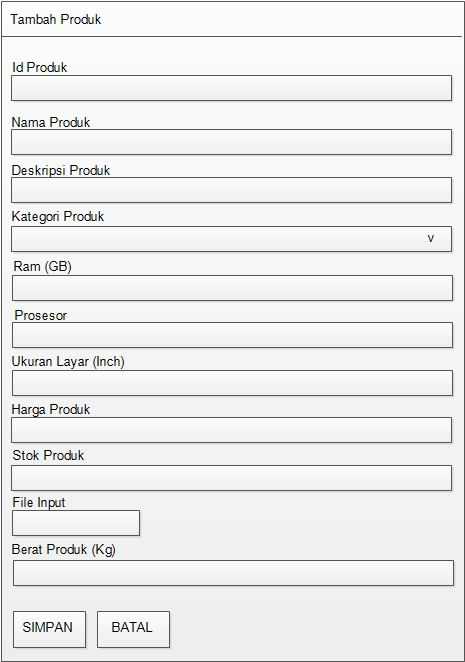 Tambah Produk
Id Produk
Nama Produk
Deskripsi Produk
Kategori Produk
v
Ram (GB)
Prosesor
Ukuran Layar (Inch)
Harga Produk
Stok Produk
File Input
Berat Produk (Kg)
SIMPAN BATAL